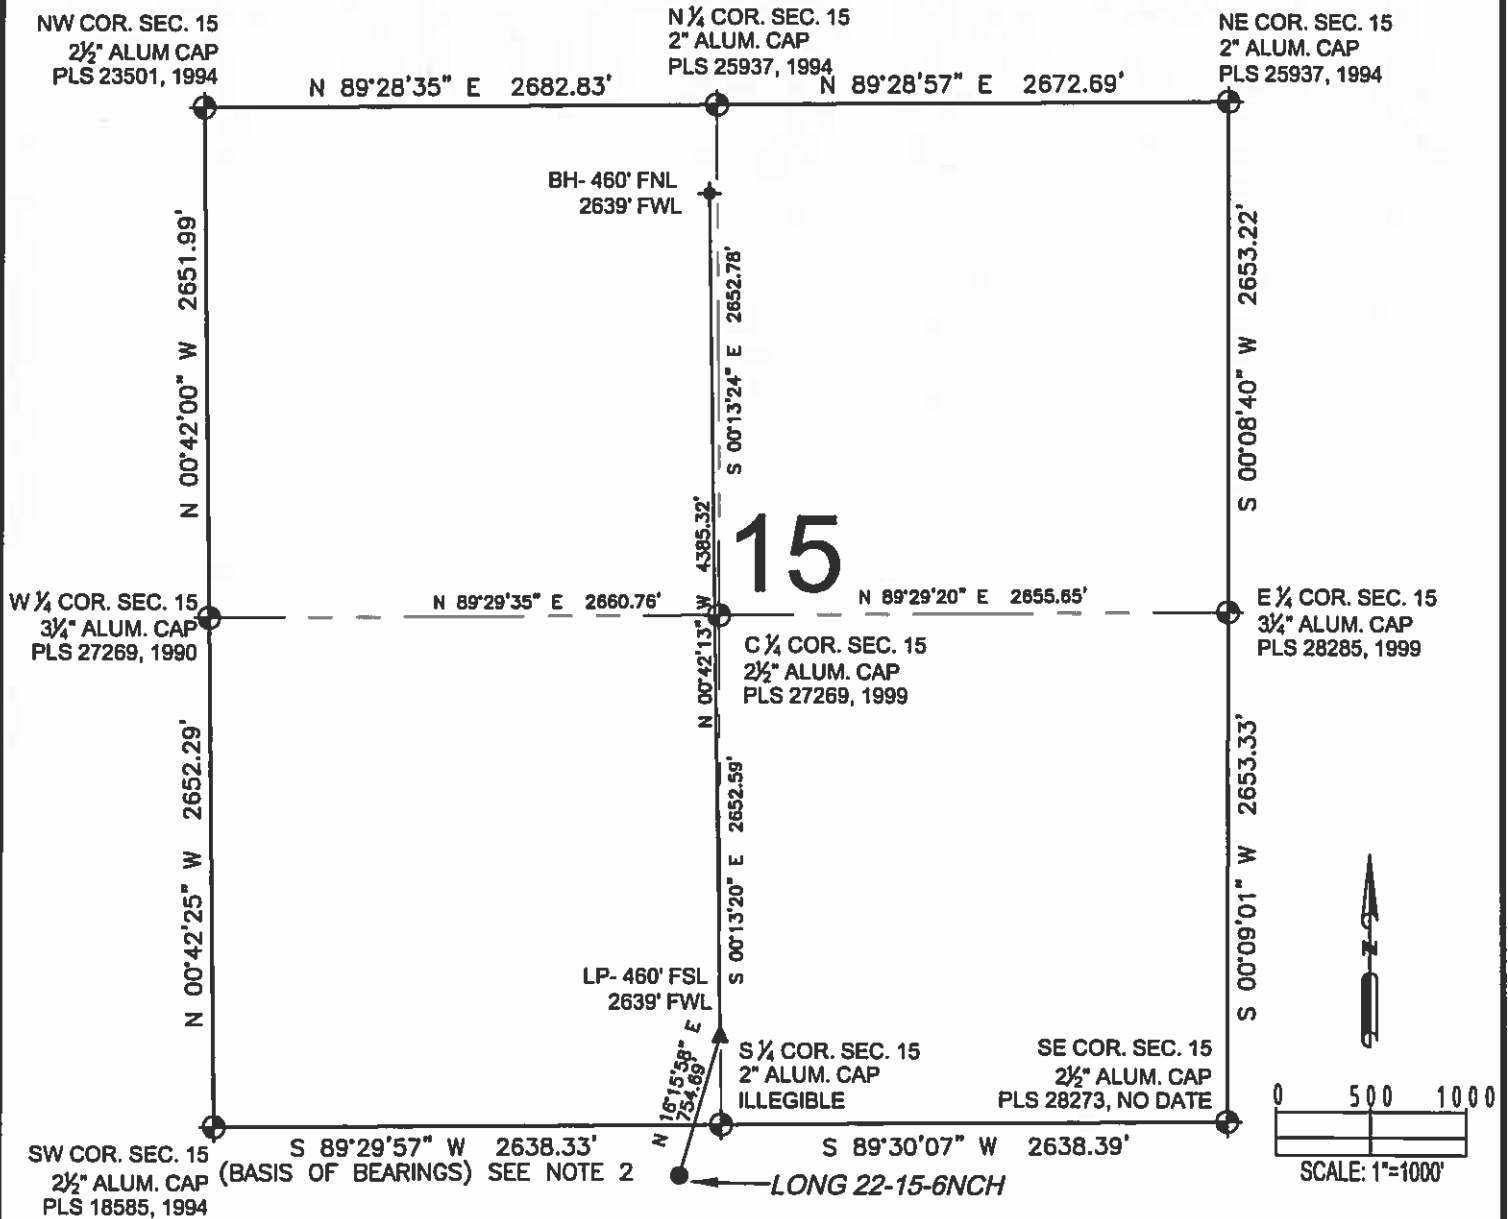 NW COR. SEC. 15
2½" ALUM CAP
PLS 23501, 1994
N ¼ COR. SEC. 15
2" ALUM. CAP
PLS 25937, 1994
NE COR. SEC. 15
2" ALUM. CAP
PLS 25937, 1994
N 89°28'35" E 2682.83'
N 89°28'57" E 2672.69'
BH- 460' FNL
2639' FWL
N 00°42'00" W 2651.99'
S 00°13'24" E 2652.78'
S 00°08'40" W 2653.22'
N 00°42'13" W 4385.32'
15
W ¼ COR. SEC. 15
3¼" ALUM. CAP
PLS 27269, 1990
N 89°29'35" E 2660.76'
N 89°29'20" E 2655.65'
E ¼ COR. SEC. 15
3¼" ALUM. CAP
PLS 28285, 1999
C ¼ COR. SEC. 15
2½" ALUM. CAP
PLS 27269, 1999
N 00°42'25" W 2652.29'
S 00°13'20" E 2652.59'
S 00°09'01" W 2653.33'
LP- 460' FSL
2639' FWL
N 16°15'58" E
754.69'
S ¼ COR. SEC. 15
2" ALUM. CAP
ILLEGIBLE
SE COR. SEC. 15
2½" ALUM. CAP
PLS 28273, NO DATE
N
0 500 1000
SCALE: 1"=1000'
SW COR. SEC. 15
2½" ALUM. CAP
PLS 18585, 1994
S 89°29'57" W 2638.33'
(BASIS OF BEARINGS) SEE NOTE 2
S 89°30'07" W 2638.39'
LONG 22-15-6NCH